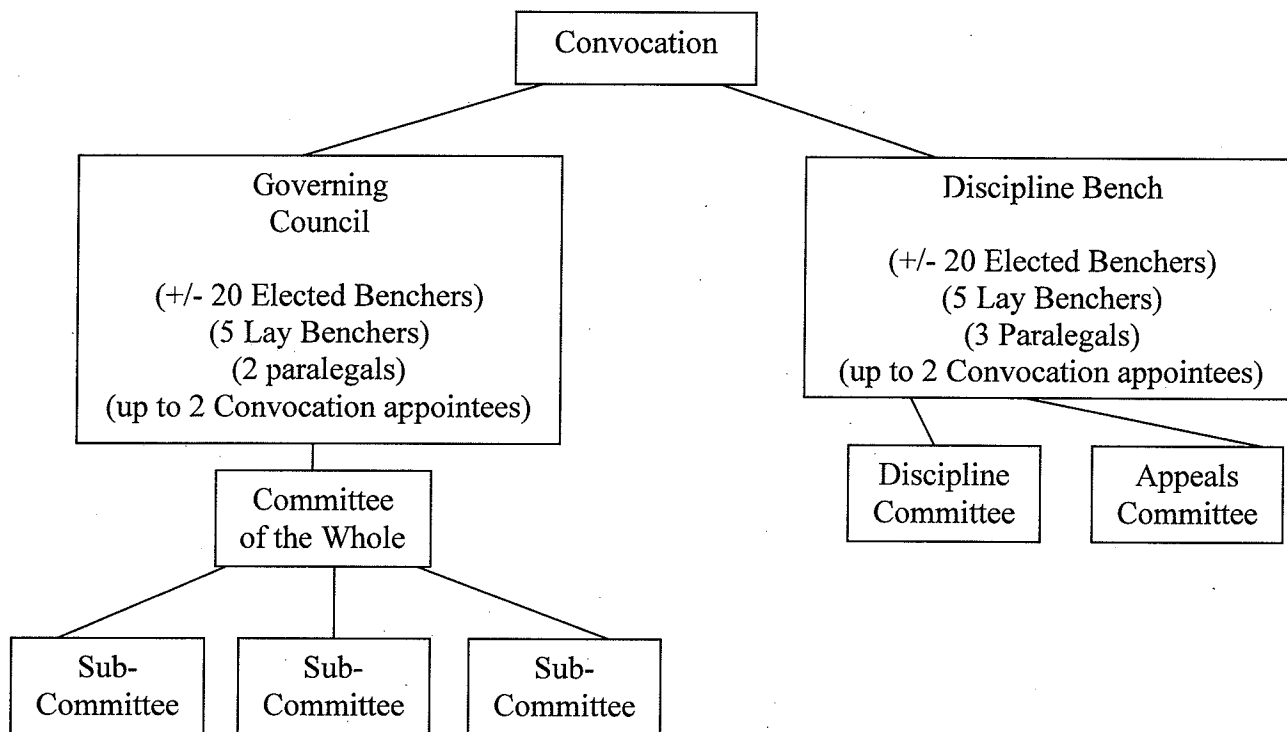 Convocation
Governing
Council
(+/- 20 Elected Benchers)
(5 Lay Benchers)
(2 paralegals)
(up to 2 Convocation appointees)
Discipline Bench
(+/- 20 Elected Benchers)
(5 Lay Benchers)
(3 Paralegals)
(up to 2 Convocation appointees)
Committee
of the Whole
Discipline
Committee
Appeals
Committee
Sub-
Committee
Sub-
Committee
Sub-
Committee